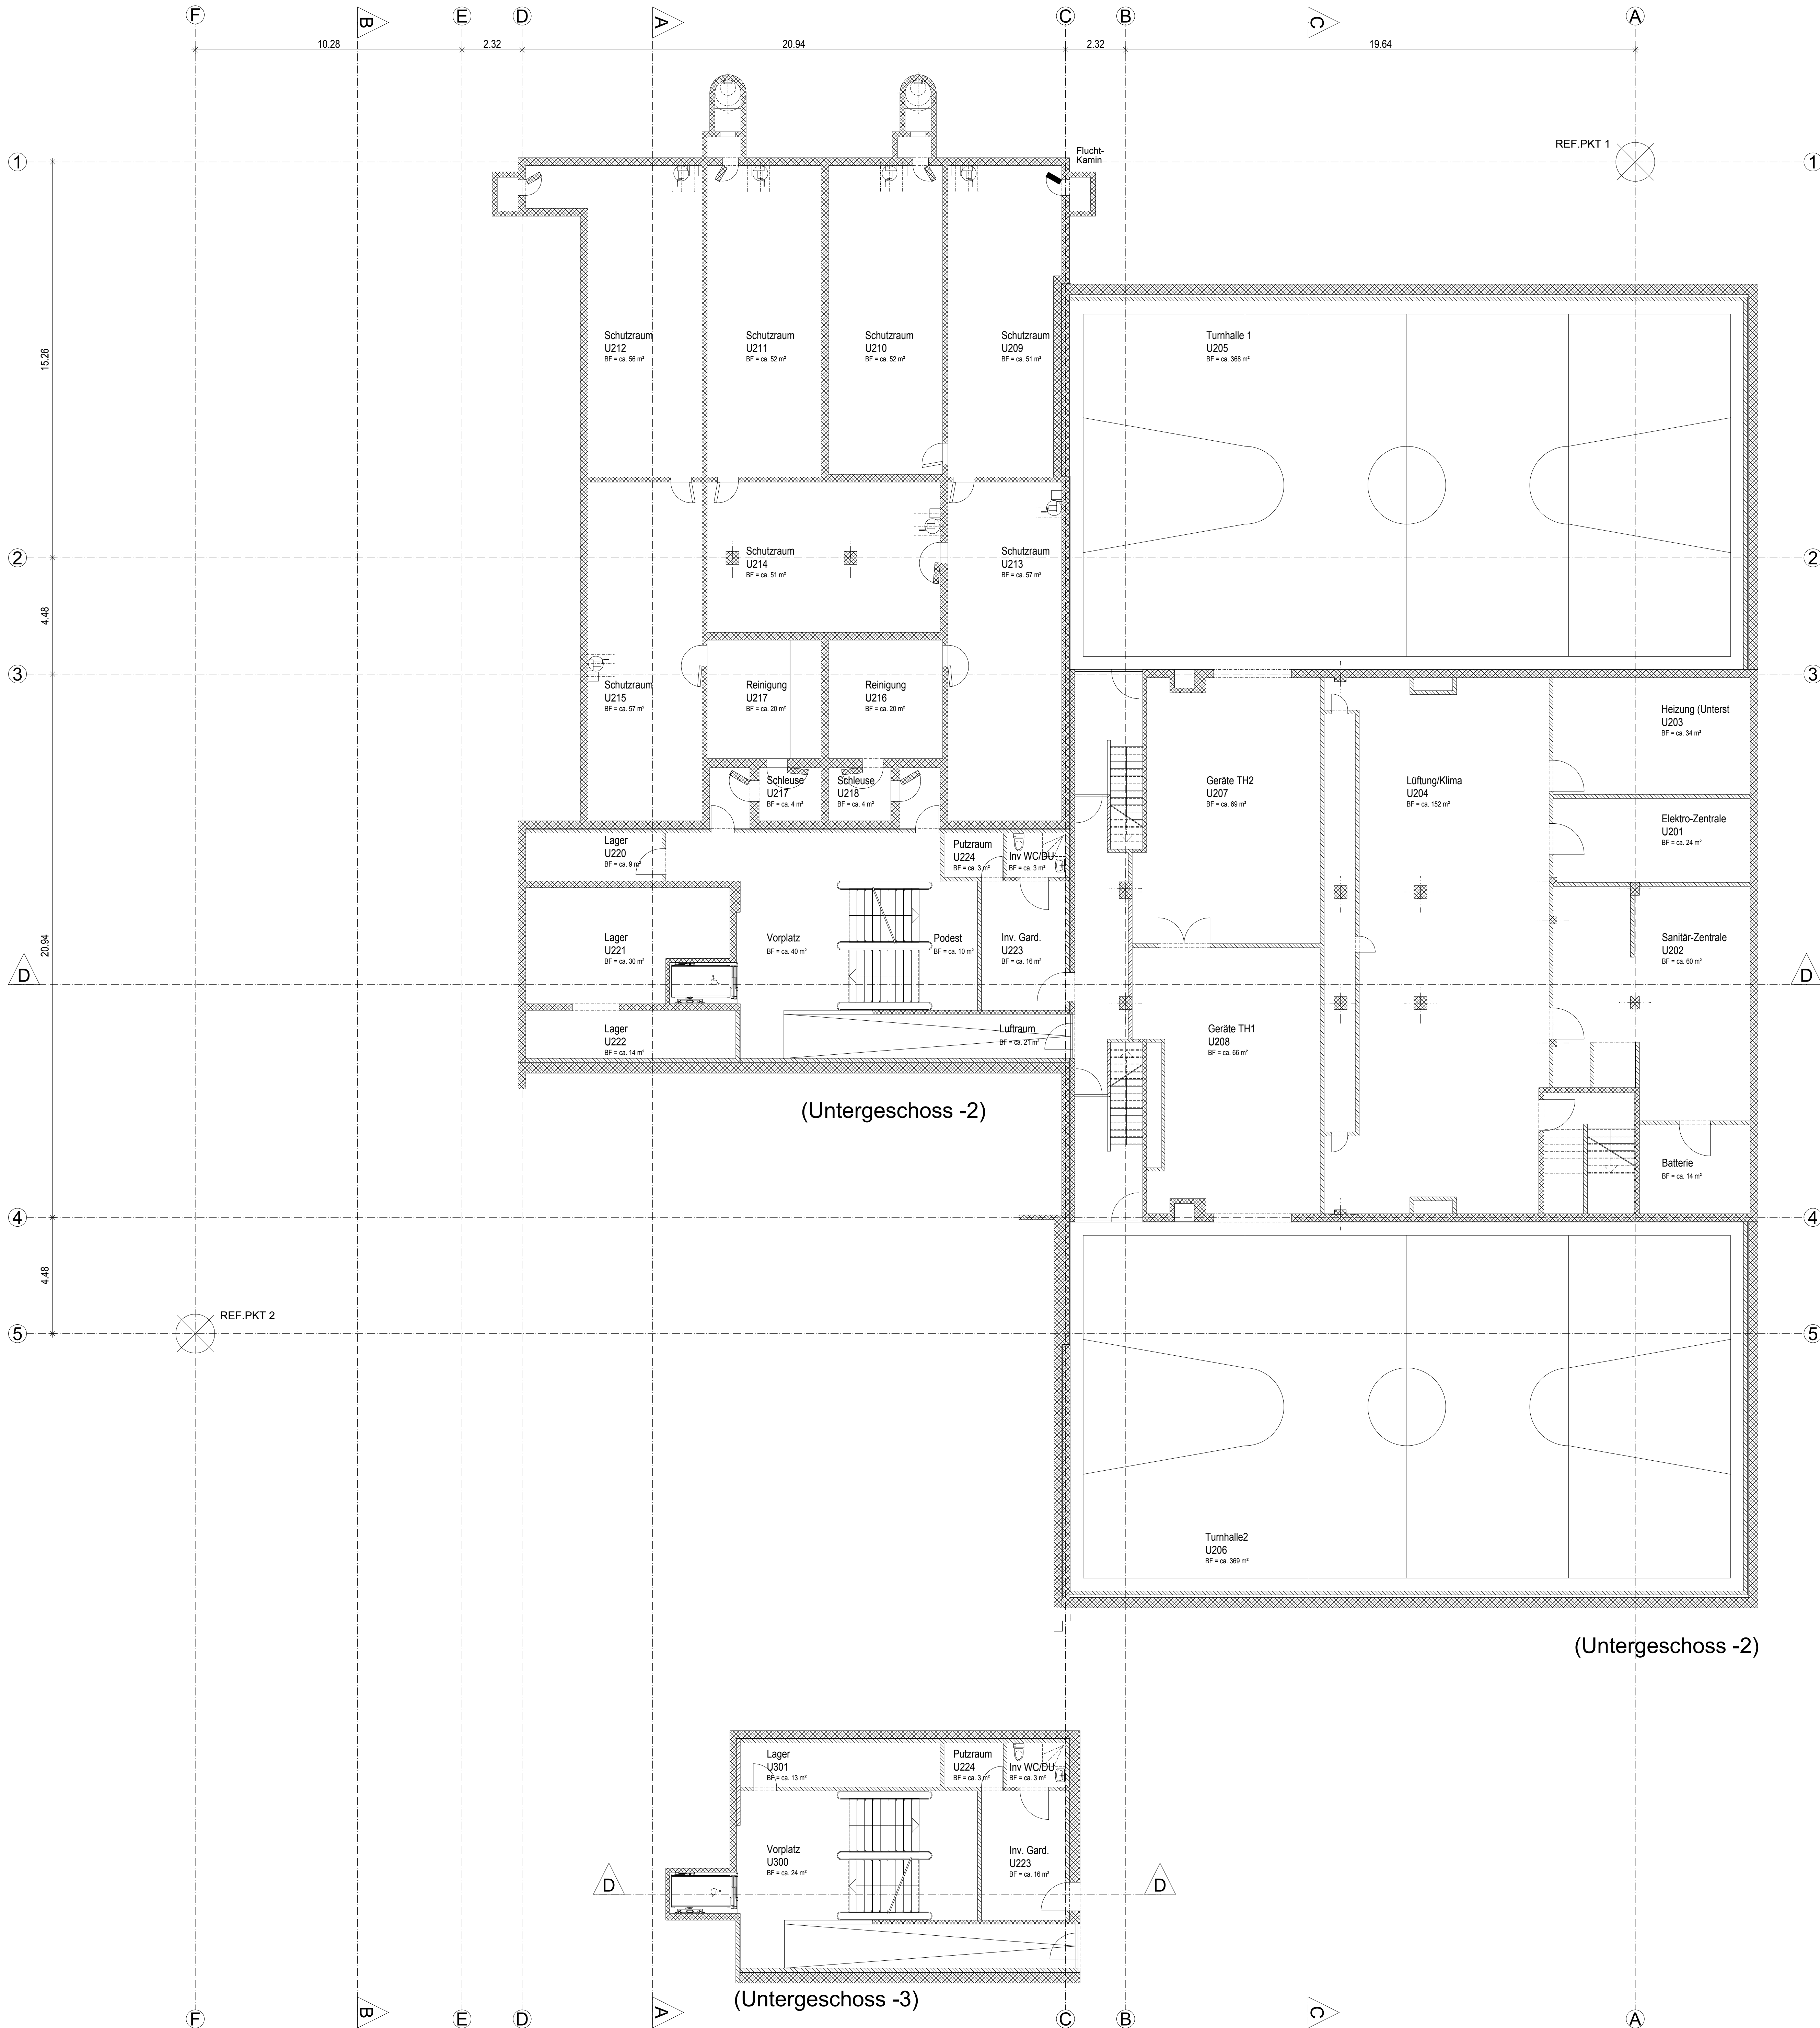 F B E D A C B C A
10.28 2.32 20.94 2.32 19.64
Flucht-
Kamin
REF.PKT 1
1 1
15.26
Schutzraum
U212
BF = ca. 56 m²
Schutzraum
U211
BF = ca. 52 m²
Schutzraum
U210
BF = ca. 52 m²
Schutzraum
U209
BF = ca. 51 m²
Turnhalle 1
U205
BF = ca. 368 m²
2 2
Schutzraum
U214
BF = ca. 51 m²
Schutzraum
U213
BF = ca. 57 m²
4.48
3 3
Schutzraum
U215
BF = ca. 57 m²
Reinigung
U217
BF = ca. 20 m²
Reinigung
U216
BF = ca. 20 m²
Heizung (Unterst
U203
BF = ca. 34 m²
Schleuse
U217
BF = ca. 4 m²
Schleuse
U218
BF = ca. 4 m²
Geräte TH2
U207
BF = ca. 69 m²
Lüftung/Klima
U204
BF = ca. 152 m²
Elektro-Zentrale
U201
BF = ca. 24 m²
Lager
U220
BF = ca. 9 m²
Putzraum
U224
BF = ca. 3 m²
Inv WC/DU
BF = ca. 3 m²
20.94
Lager
U221
BF = ca. 30 m²
Vorplatz
BF = ca. 40 m²
Podest
BF = ca. 10 m²
Inv. Gard.
U223
BF = ca. 16 m²
Sanitär-Zentrale
U202
BF = ca. 60 m²
D D
Lager
U222
BF = ca. 14 m²
Luftraum
BF = ca. 21 m²
Geräte TH1
U208
BF = ca. 66 m²
(Untergeschoss -2)
Batterie
BF = ca. 14 m²
4 4
4.48
REF.PKT 2
5 5
Turnhalle2
U206
BF = ca. 369 m²
(Untergeschoss -2)
Lager
U301
BF = ca. 13 m²
Putzraum
U224
BF = ca. 3 m²
Inv WC/DU
BF = ca. 3 m²
Vorplatz
U300
BF = ca. 24 m²
Inv. Gard.
U223
BF = ca. 16 m²
D D
(Untergeschoss -3)
F B E D A C B C A